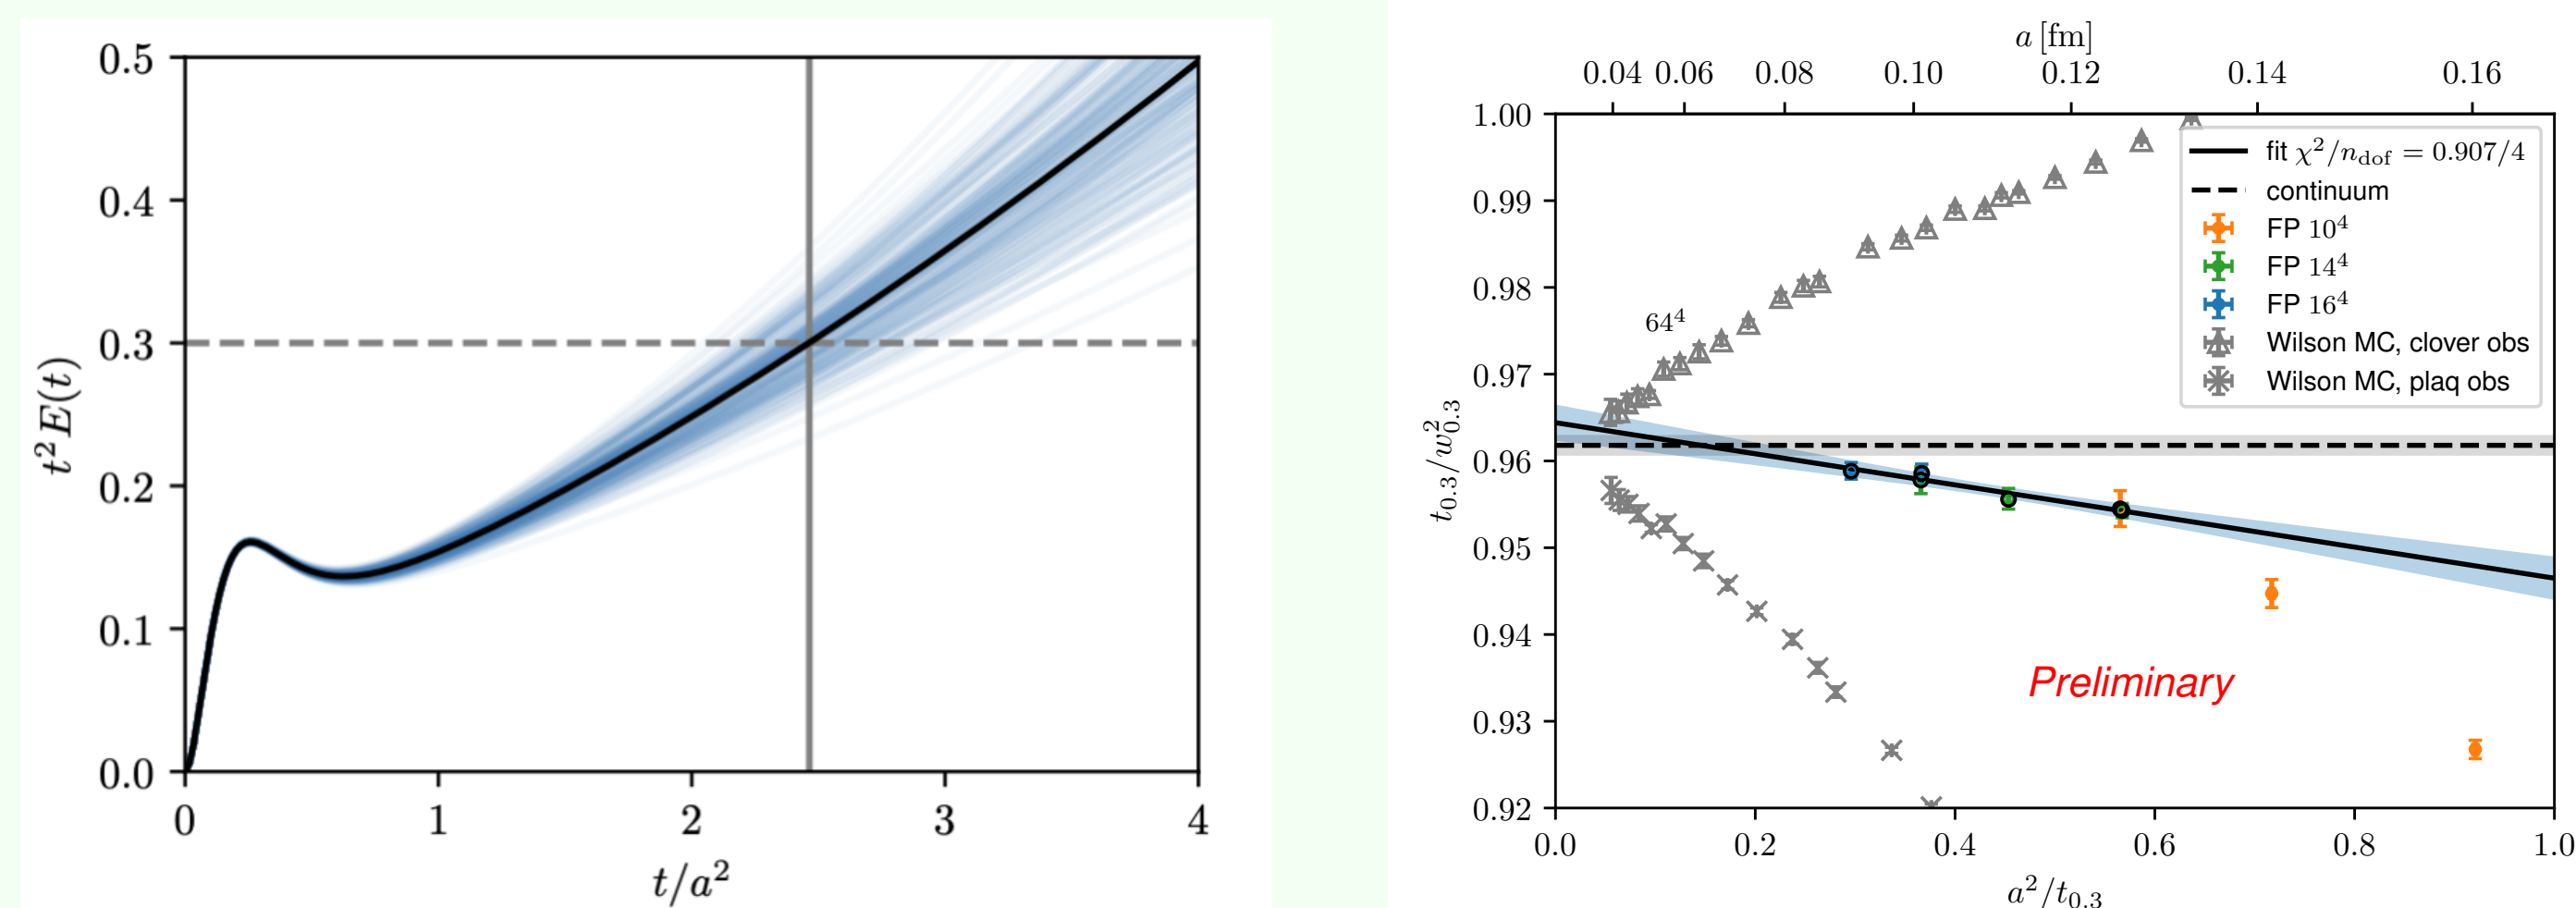 0.5
0.4
0.3
0.2
0.1
0.0
t²E(t)
0 1 2 3 4
t/a²
a [fm]
0.04 0.06 0.08 0.10 0.12 0.14 0.16
1.00
0.99
0.98
0.97
0.96
0.95
0.94
0.93
0.92
t₀.₃/w²₀.₃
fit χ²/n_dof = 0.907/4
continuum
FP 10⁴
FP 14⁴
FP 16⁴
Wilson MC, clover obs
Wilson MC, plaq obs
64⁴
Preliminary
0.0 0.2 0.4 0.6 0.8 1.0
a²/t₀.₃